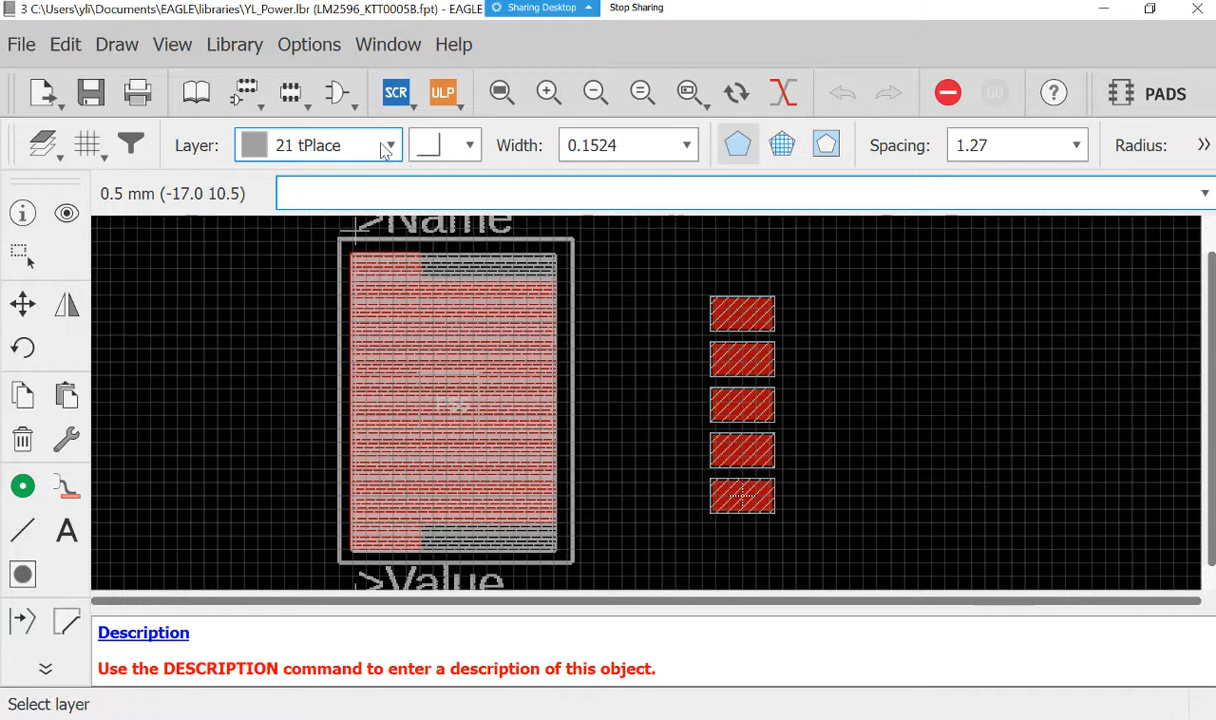 3 C:\Users\yli\Documents\EAGLE\libraries\YL_Power.lbr (LM2596_KTT0005B.fpt) - EAGLE
Sharing Desktop
Stop Sharing
File Edit Draw View Library Options Window Help
SCR ULP GO ? PADS
Layer: 21 tPlace Width: 0.1524 Spacing: 1.27 Radius:
0.5 mm (-17.0 10.5)
>Name
>Value
Description
Use the DESCRIPTION command to enter a description of this object.
Select layer